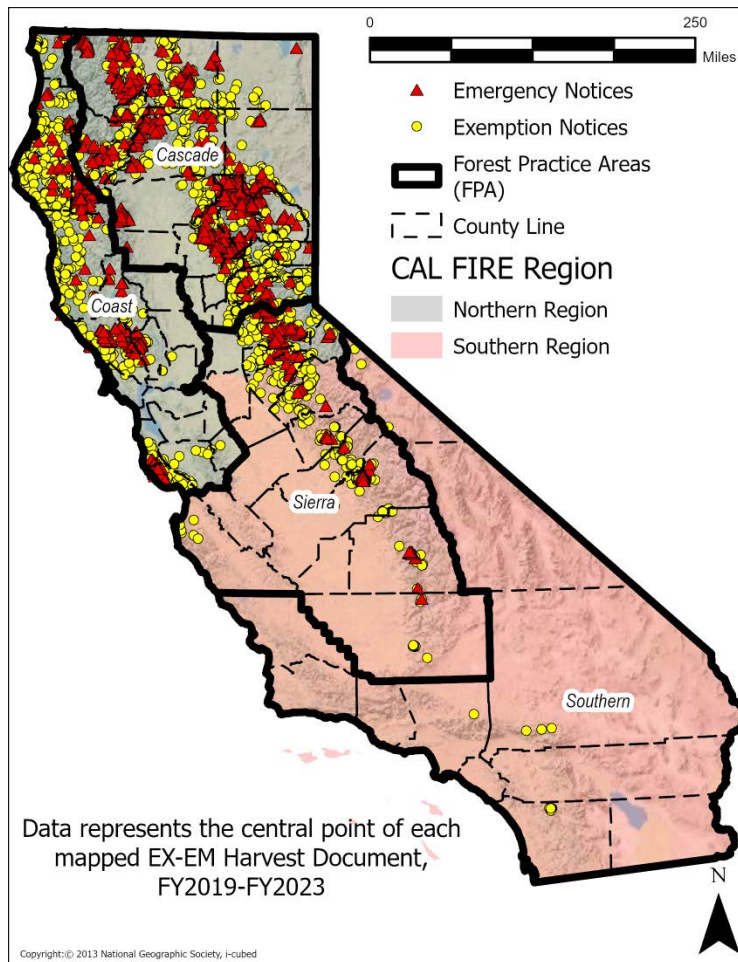 0 250
Miles
Emergency Notices
Exemption Notices
Forest Practice Areas
(FPA)
County Line
CAL FIRE Region
Northern Region
Southern Region
Cascade
Coast
Sierra
Southern
Data represents the central point of each
mapped EX-EM Harvest Document,
FY2019-FY2023
N
Copyright:© 2013 National Geographic Society, i-cubed